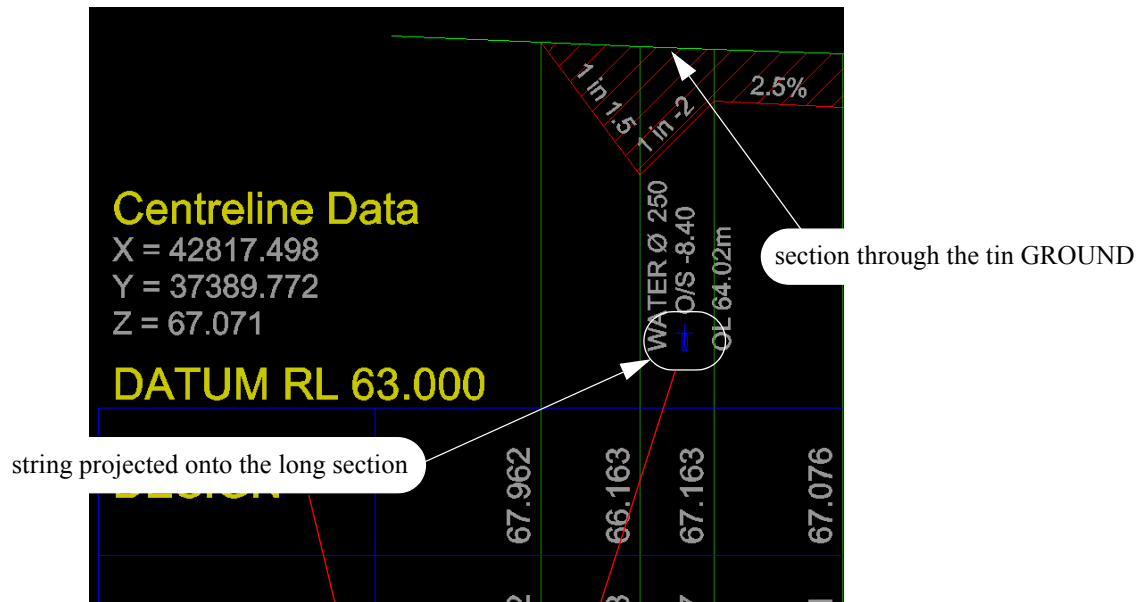 1 in 1.5
1 in -2
2.5%
Centreline Data
X = 42817.498
Y = 37389.772
Z = 67.071
WATER Ø 250
O/S -8.40
OL 64.02m
section through the tin GROUND
DATUM RL 63.000
string projected onto the long section
DESIGN
67.962
66.163
67.163
67.076